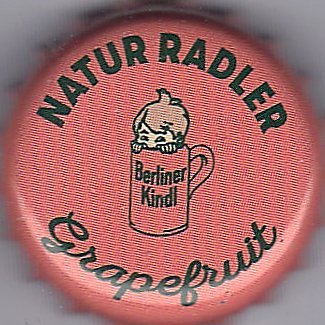 NATUR RADLER
Berliner
Kindl
Grapefruit